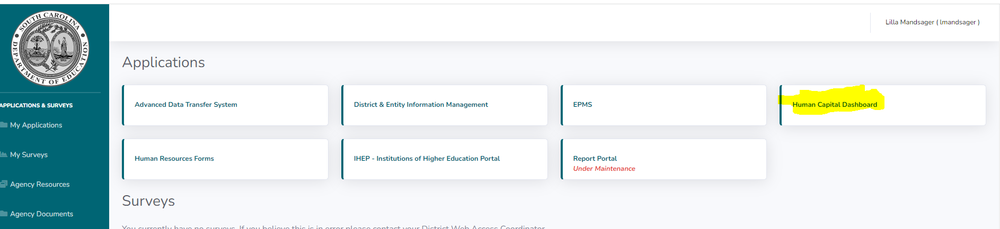 SOUTH CAROLINA
DEPARTMENT OF EDUCATION
Lilla Mandsager ( lmandsager )
APPLICATIONS & SURVEYS
My Applications
My Surveys
Agency Resources
Agency Documents
Applications
Advanced Data Transfer System
District & Entity Information Management
EPMS
Human Capital Dashboard
Human Resources Forms
IHEP - Institutions of Higher Education Portal
Report Portal
Under Maintenance
Surveys
You currently have no surveys. If you believe this is in error please contact your District Web Access Coordinator